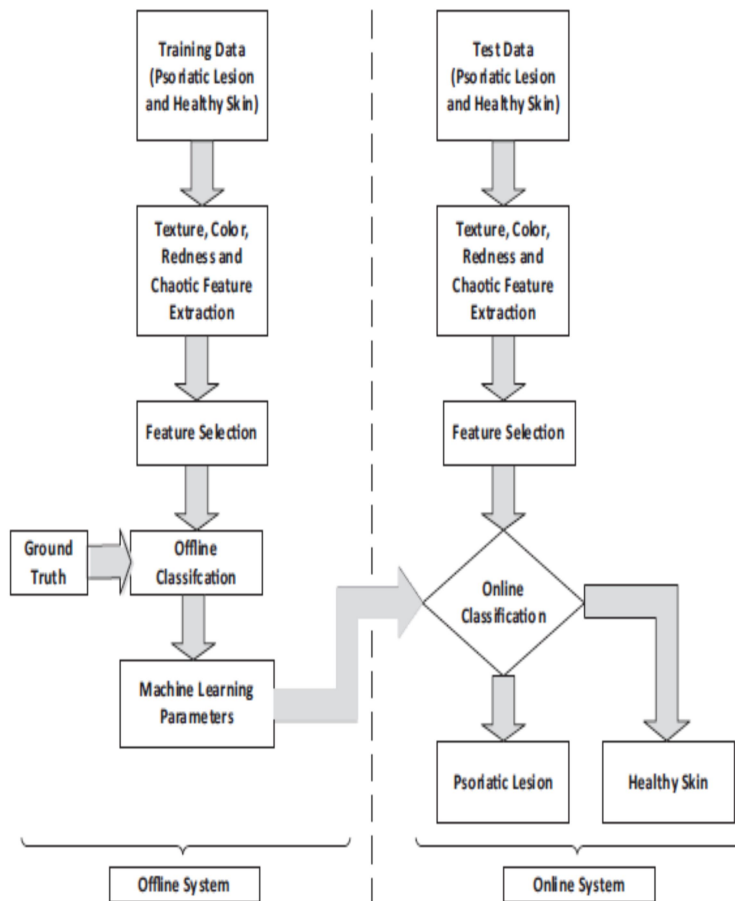 Training Data
(Psoriatic Lesion
and Healthy Skin)
Texture, Color,
Redness and
Chaotic Feature
Extraction
Feature Selection
Ground
Truth
Offline
Classifcation
Machine Learning
Parameters
Offline System
Test Data
(Psoriatic Lesion
and Healthy Skin)
Texture, Color,
Redness and
Chaotic Feature
Extraction
Feature Selection
Online
Classification
Psoriatic Lesion
Healthy Skin
Online System